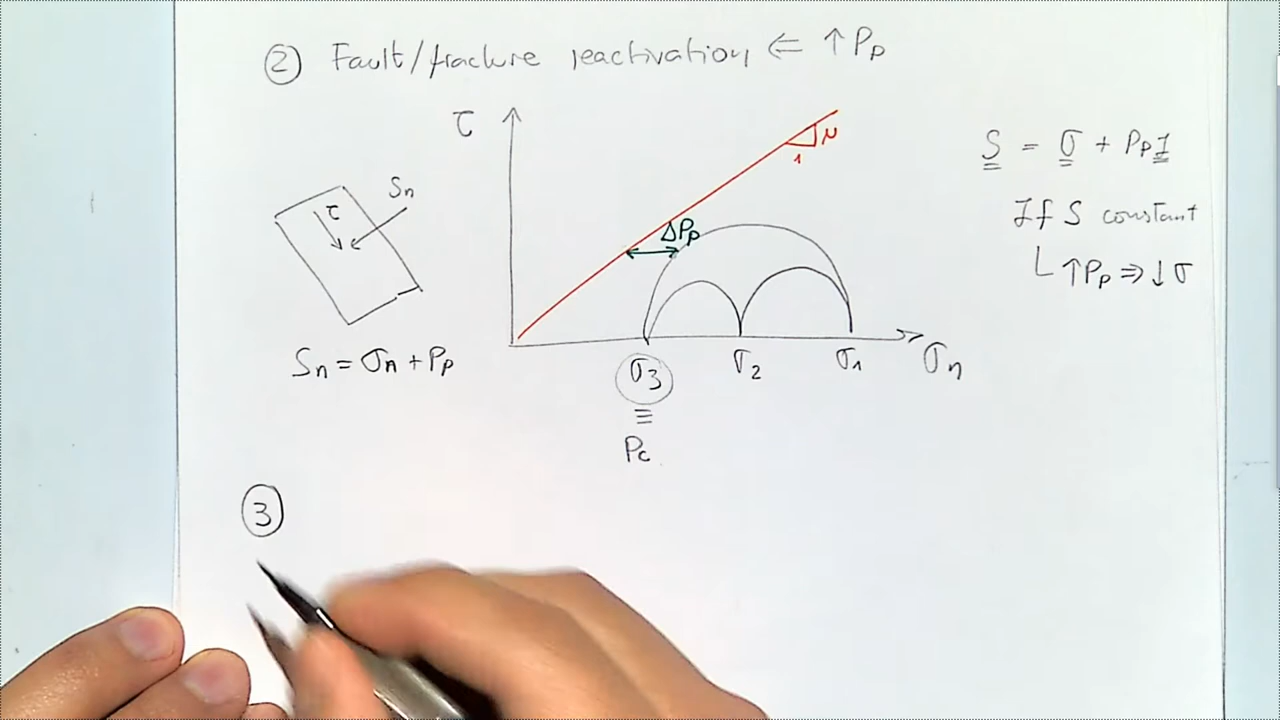 ② Fault/fracture reactivation ⇐ ↑Pp
τ
μ
1
S = σ + Pp I
Sn
τ
ΔPp
If S constant
↳ ↑Pp ⇒ ↓σ
Sn = σn + Pp
σ3
σ2
σ1
σn
≡
Pc
③